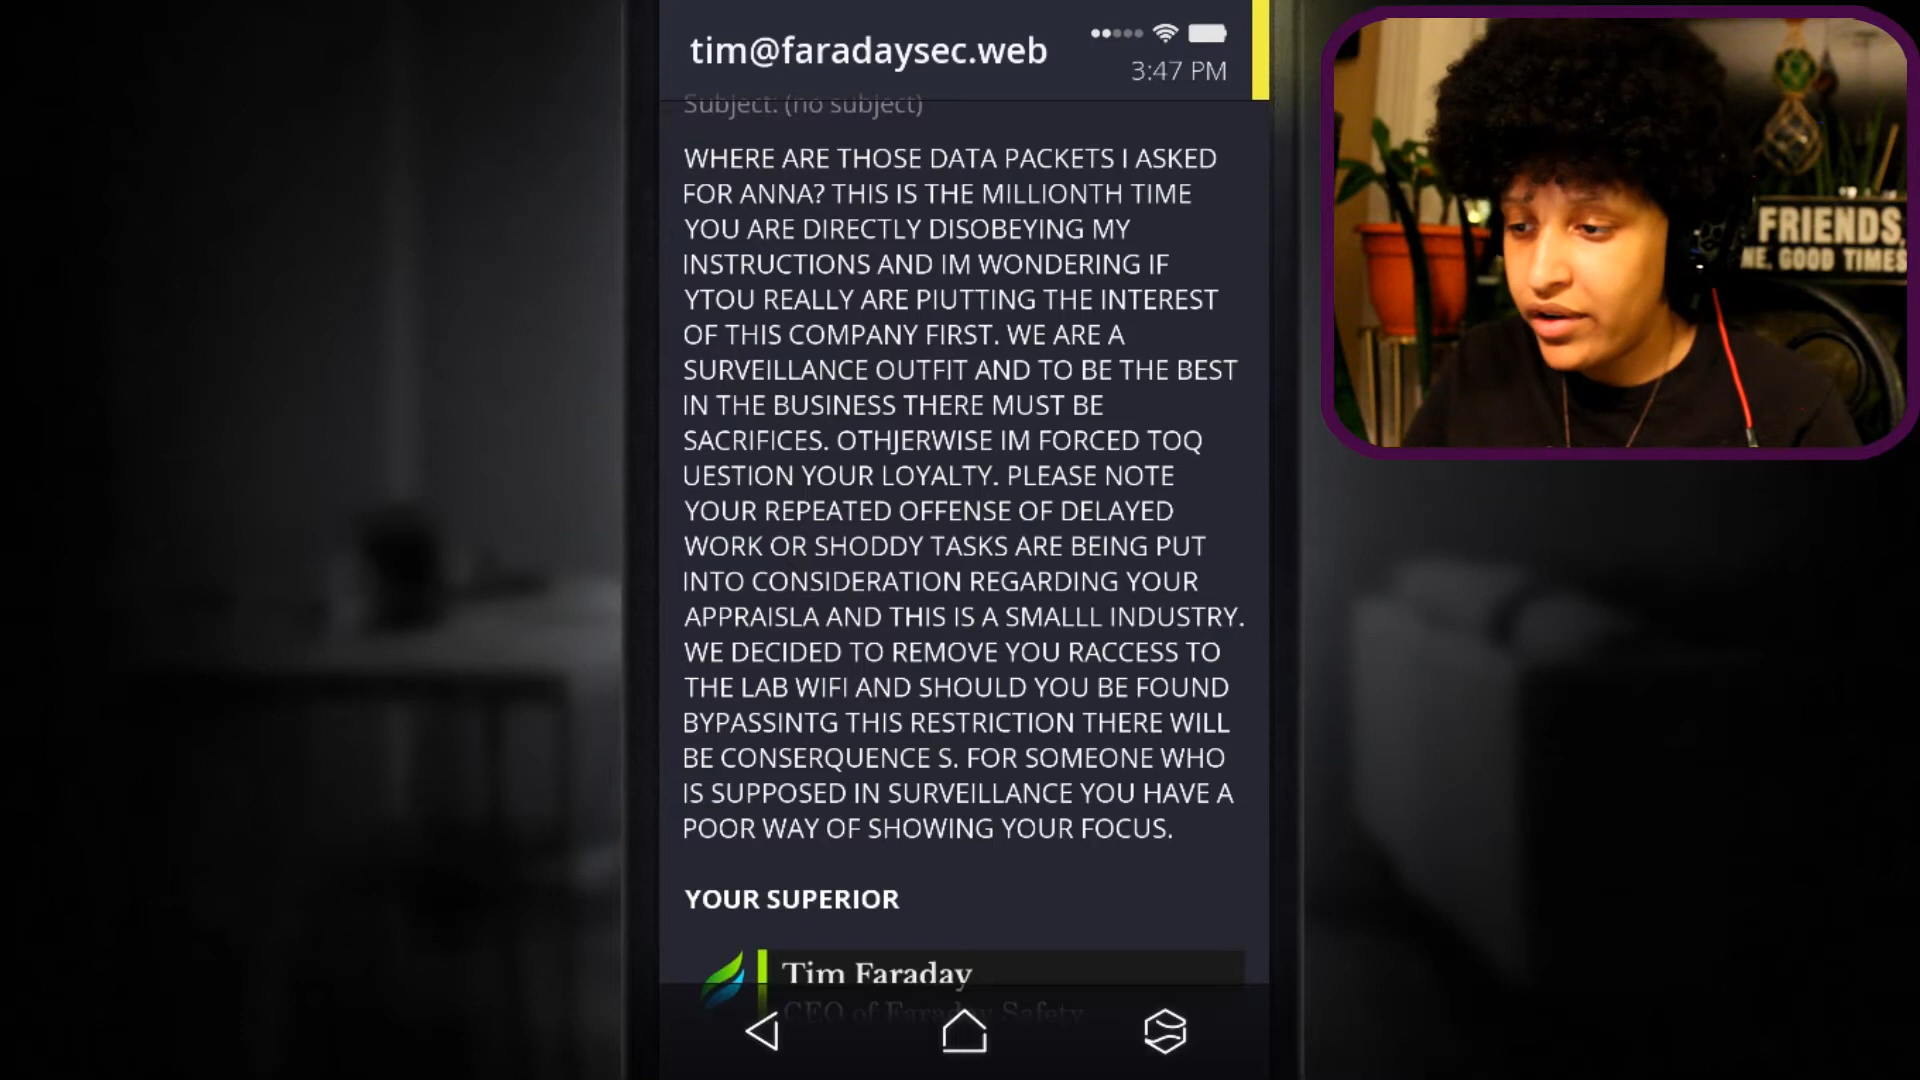 tim@faradaysec.web
3:47 PM
Subject: (no subject)
WHERE ARE THOSE DATA PACKETS I ASKED
FOR ANNA? THIS IS THE MILLIONTH TIME
YOU ARE DIRECTLY DISOBEYING MY
INSTRUCTIONS AND IM WONDERING IF
YTOU REALLY ARE PIUTTING THE INTEREST
OF THIS COMPANY FIRST. WE ARE A
SURVEILLANCE OUTFIT AND TO BE THE BEST
IN THE BUSINESS THERE MUST BE
SACRIFICES. OTHJERWISE IM FORCED TOQ
UESTION YOUR LOYALTY. PLEASE NOTE
YOUR REPEATED OFFENSE OF DELAYED
WORK OR SHODDY TASKS ARE BEING PUT
INTO CONSIDERATION REGARDING YOUR
APPRAISLA AND THIS IS A SMALLL INDUSTRY.
WE DECIDED TO REMOVE YOU RACCESS TO
THE LAB WIFI AND SHOULD YOU BE FOUND
BYPASSINTG THIS RESTRICTION THERE WILL
BE CONSERQUENCE S. FOR SOMEONE WHO
IS SUPPOSED IN SURVEILLANCE YOU HAVE A
POOR WAY OF SHOWING YOUR FOCUS.
YOUR SUPERIOR
Tim Faraday
CEO of Faraday Safety
FRIENDS,
NE, GOOD TIMES